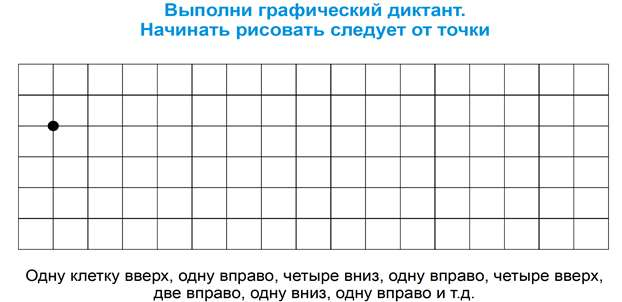 Выполни графический диктант.
Начинать рисовать следует от точки
Одну клетку вверх, одну вправо, четыре вниз, одну вправо, четыре вверх,
две вправо, одну вниз, одну вправо и т.д.